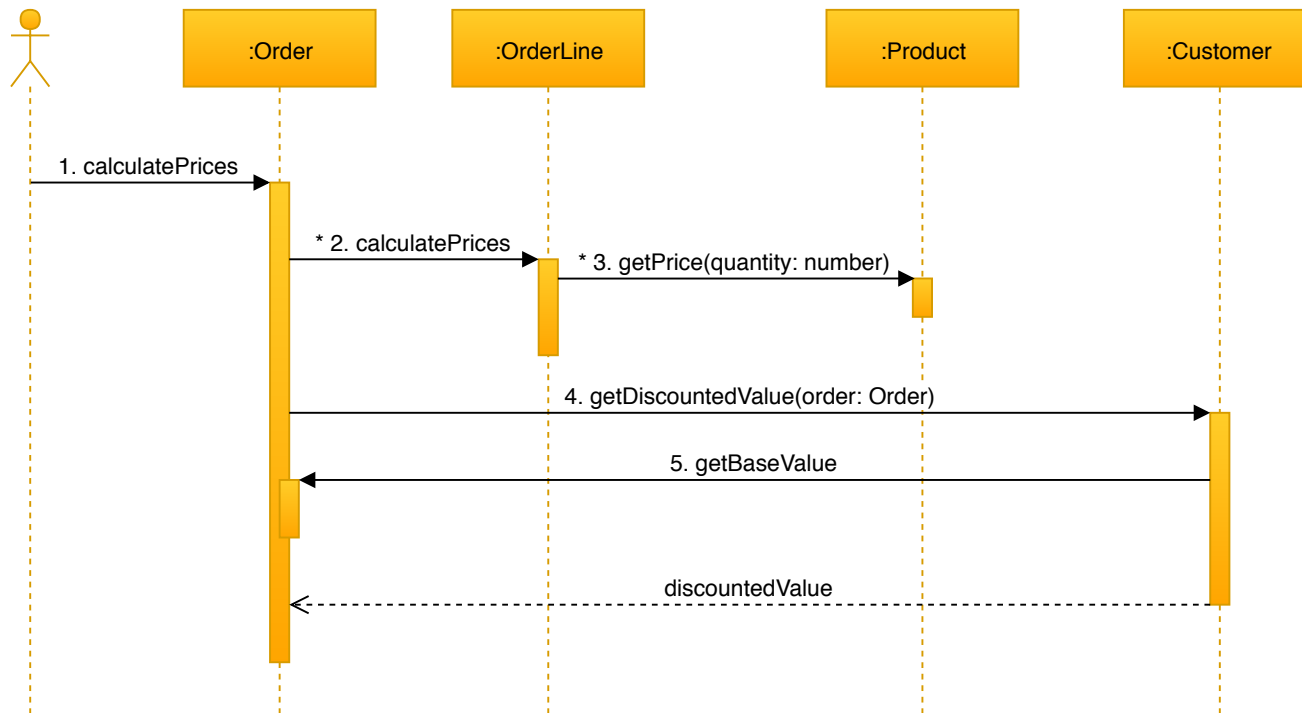 :Order
:OrderLine
:Product
:Customer
1. calculatePrices
* 2. calculatePrices
* 3. getPrice(quantity: number)
4. getDiscountedValue(order: Order)
5. getBaseValue
discountedValue